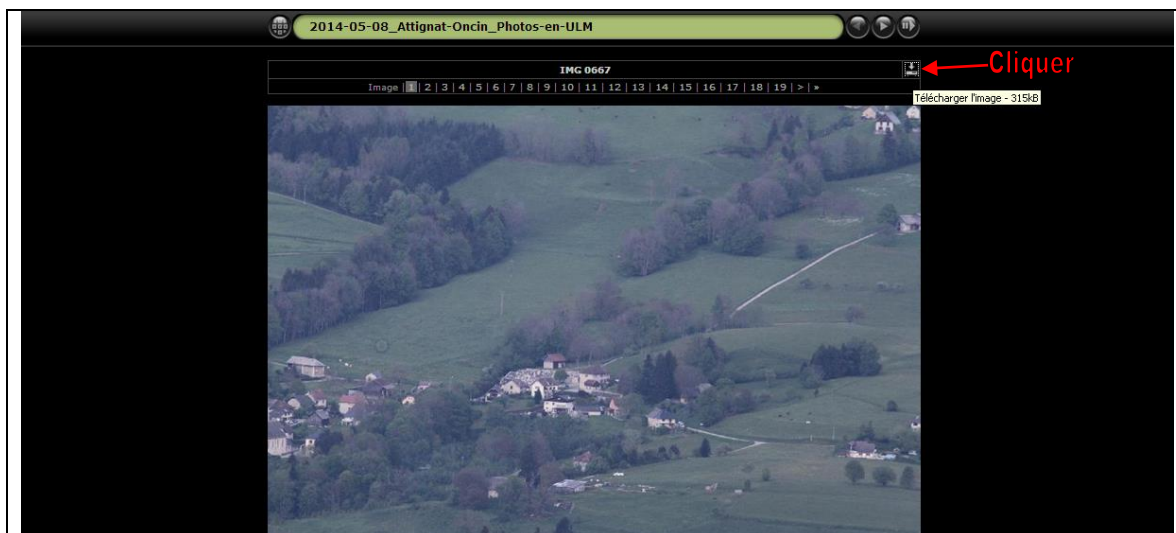 2014-05-08_Attignat-Oncin_Photos-en-ULM
IMG 0667
Cliquer
Image | 1 | 2 | 3 | 4 | 5 | 6 | 7 | 8 | 9 | 10 | 11 | 12 | 13 | 14 | 15 | 16 | 17 | 18 | 19 | > | »
Télécharger l'image - 315kB